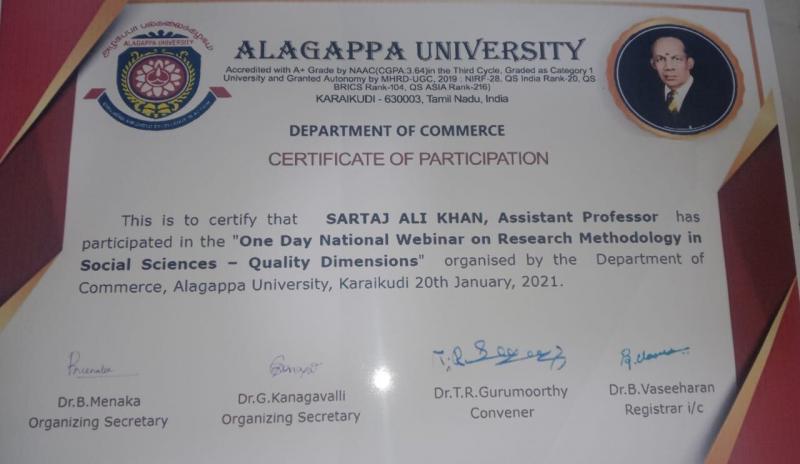 அழகப்பா பல்கலைக்கழகம்
ALAGAPPA UNIVERSITY
ALAGAPPA UNIVERSITY
Accredited with A+ Grade by NAAC(CGPA:3.64)in the Third Cycle, Graded as Category 1
University and Granted Autonomy by MHRD-UGC, 2019 : NIRF-28, QS India Rank-20, QS
BRICS Rank-104, QS ASIA Rank-216)
KARAIKUDI - 630003, Tamil Nadu, India
DEPARTMENT OF COMMERCE
CERTIFICATE OF PARTICIPATION
This is to certify that SARTAJ ALI KHAN, Assistant Professor has
participated in the "One Day National Webinar on Research Methodology in
Social Sciences – Quality Dimensions" organised by the Department of
Commerce, Alagappa University, Karaikudi 20th January, 2021.
Dr.B.Menaka
Organizing Secretary
Dr.G.Kanagavalli
Organizing Secretary
Dr.T.R.Gurumoorthy
Convener
Dr.B.Vaseeharan
Registrar i/c